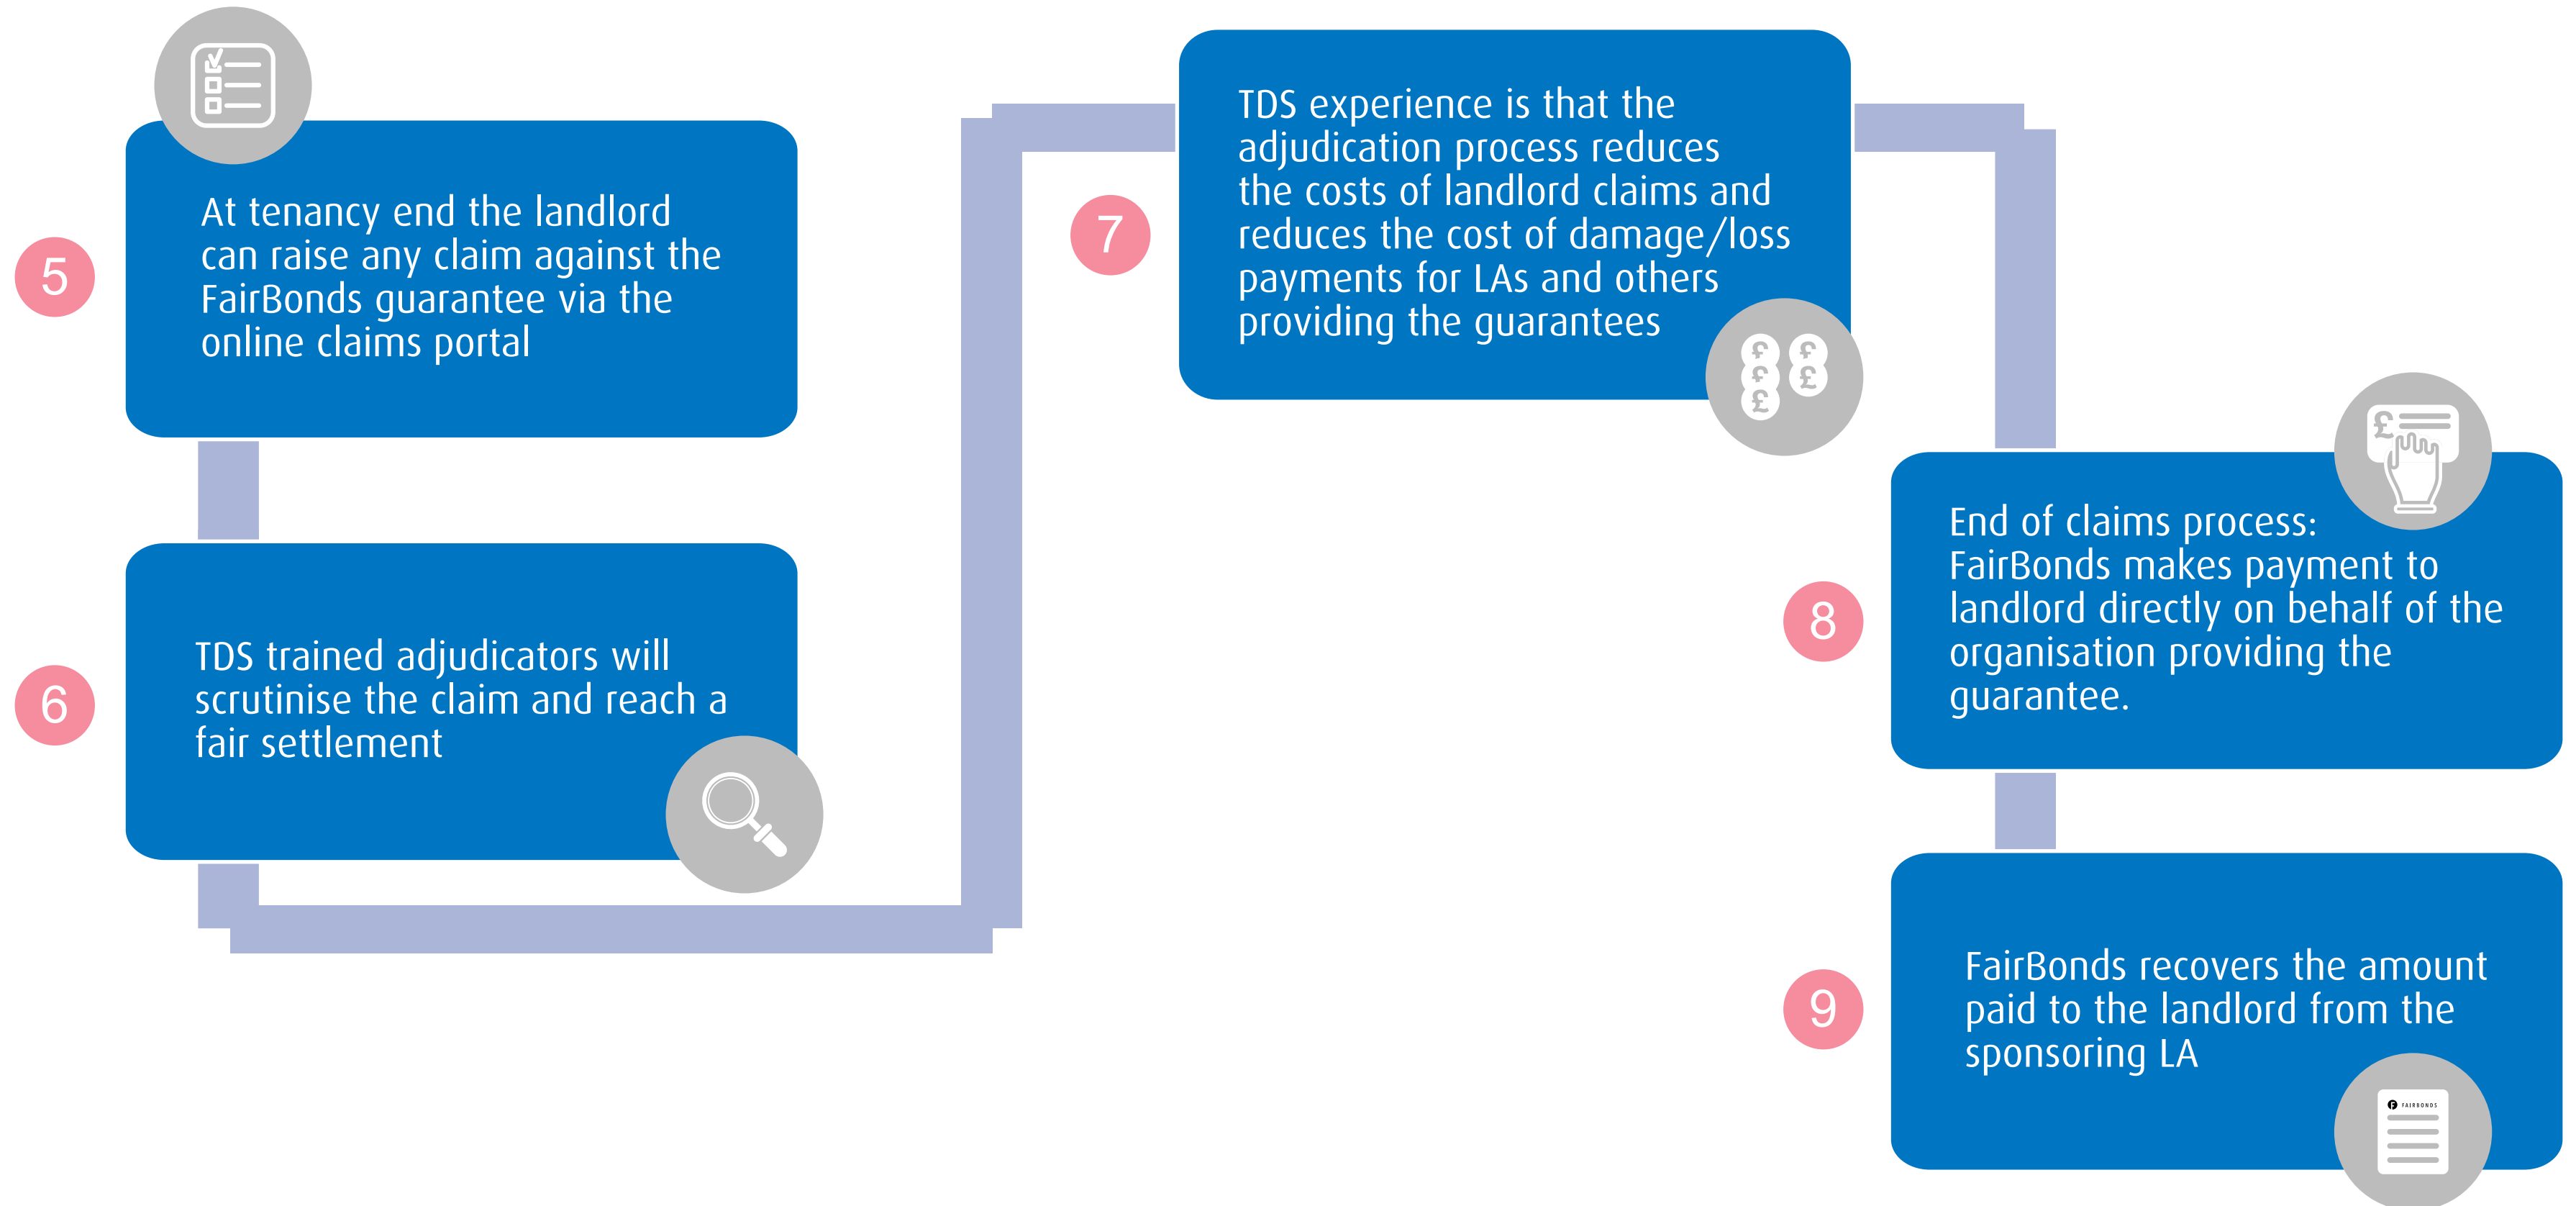 5
At tenancy end the landlord
can raise any claim against the
FairBonds guarantee via the
online claims portal
6
TDS trained adjudicators will
scrutinise the claim and reach a
fair settlement
7
TDS experience is that the
adjudication process reduces
the costs of landlord claims and
reduces the cost of damage/loss
payments for LAs and others
providing the guarantees
£ £
£ £
£
8
£
End of claims process:
FairBonds makes payment to
landlord directly on behalf of the
organisation providing the
guarantee.
9
FairBonds recovers the amount
paid to the landlord from the
sponsoring LA
F FAIRBONDS